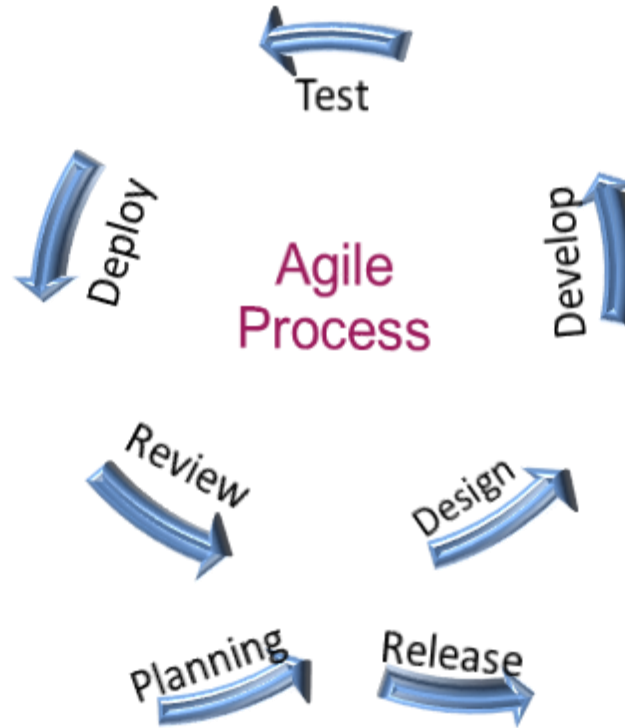 Test
Deploy
Develop
Agile
Process
Review
Design
Planning
Release